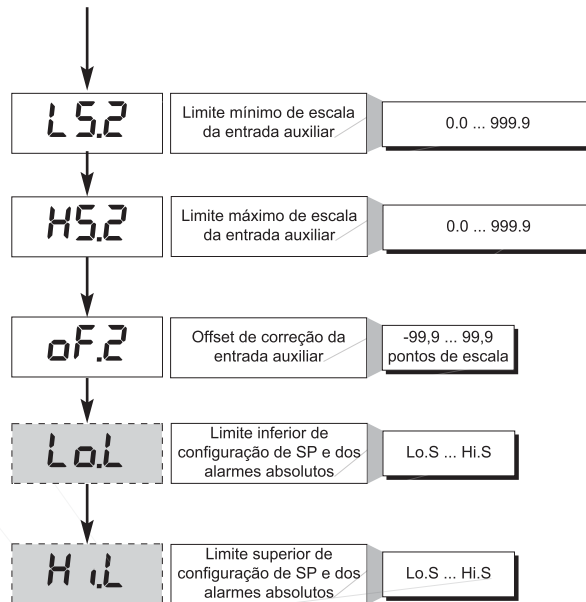 LS.2
Limite mínimo de escala
da entrada auxiliar
0.0 ... 999.9
HS.2
Limite máximo de escala
da entrada auxiliar
0.0 ... 999.9
oF.2
Offset de correção da
entrada auxiliar
-99,9 ... 99,9
pontos de escala
Lo.L
Limite inferior de
configuração de SP e dos
alarmes absolutos
Lo.S ... Hi.S
Hi.L
Limite superior de
configuração de SP e dos
alarmes absolutos
Lo.S ... Hi.S